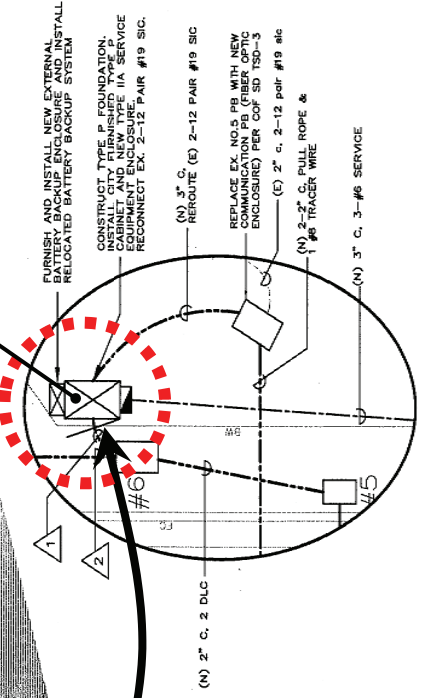 FURNISH AND INSTALL NEW EXTERNAL
BATTERY BACKUP ENCLOSURE AND INSTALL
RELOCATED BATTERY BACKUP SYSTEM
CONSTRUCT TYPE P FOUNDATION.
INSTALL CITY FURNISHED TYPE P
CABINET AND NEW TYPE IIA SERVICE
EQUIPMENT ENCLOSURE.
RECONNECT EX. 2-12 PAIR #19 SIC.
(N) 3" C,
REROUTE (E) 2-12 PAIR #19 SIC
REPLACE EX. NO.5 PB WITH NEW
COMMUNICATION PB (FIBER OPTIC
ENCLOSURE) PER COF SD TSD-3
(E) 2" c, 2-12 pair #19 sic
(N) 2-2" C, PULL ROPE &
1 #8 TRACER WIRE
(N) 3" C, 3-#6 SERVICE
1
2
#6
BW
FC
#5
(N) 2" C, 2 DLC